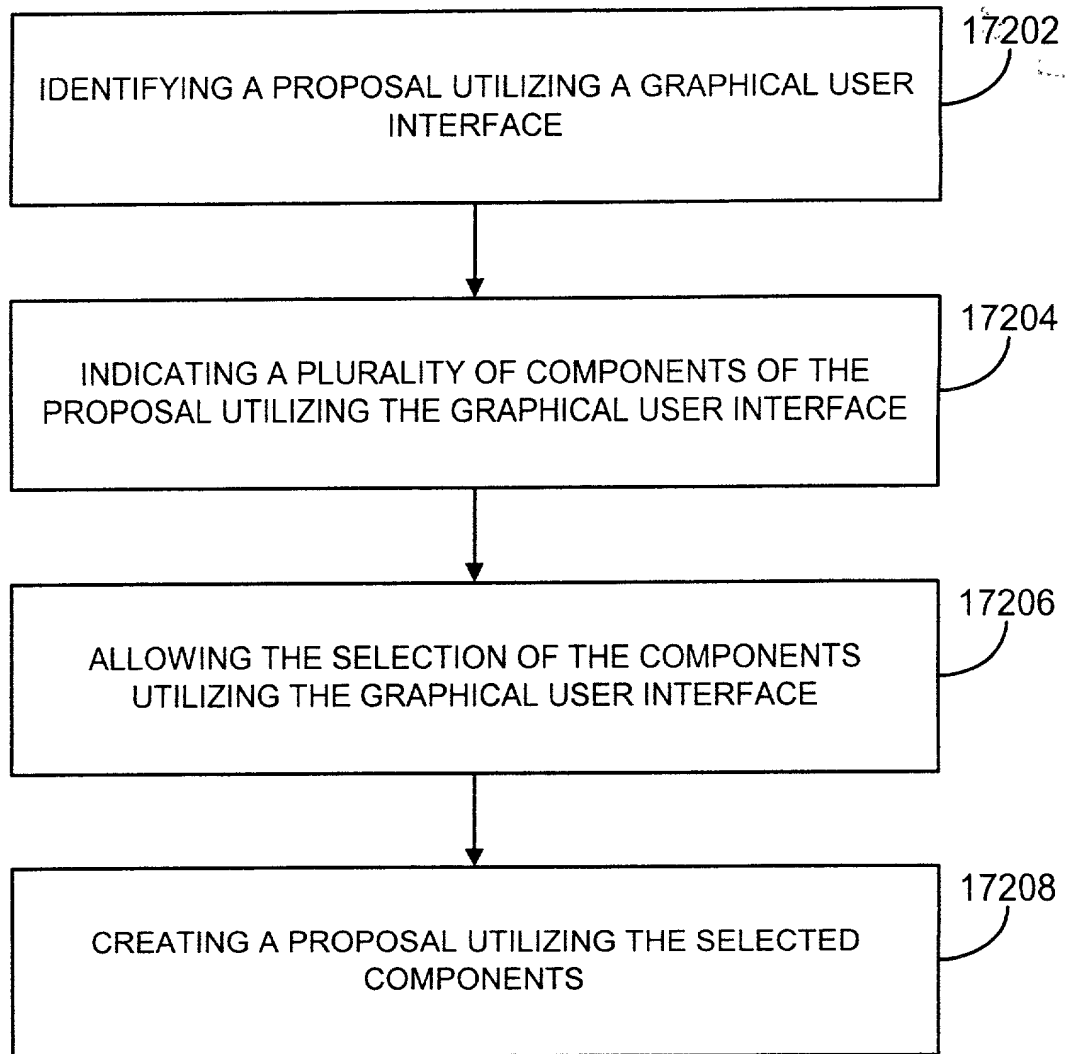 17202
IDENTIFYING A PROPOSAL UTILIZING A GRAPHICAL USER
INTERFACE
17204
INDICATING A PLURALITY OF COMPONENTS OF THE
PROPOSAL UTILIZING THE GRAPHICAL USER INTERFACE
17206
ALLOWING THE SELECTION OF THE COMPONENTS
UTILIZING THE GRAPHICAL USER INTERFACE
17208
CREATING A PROPOSAL UTILIZING THE SELECTED
COMPONENTS